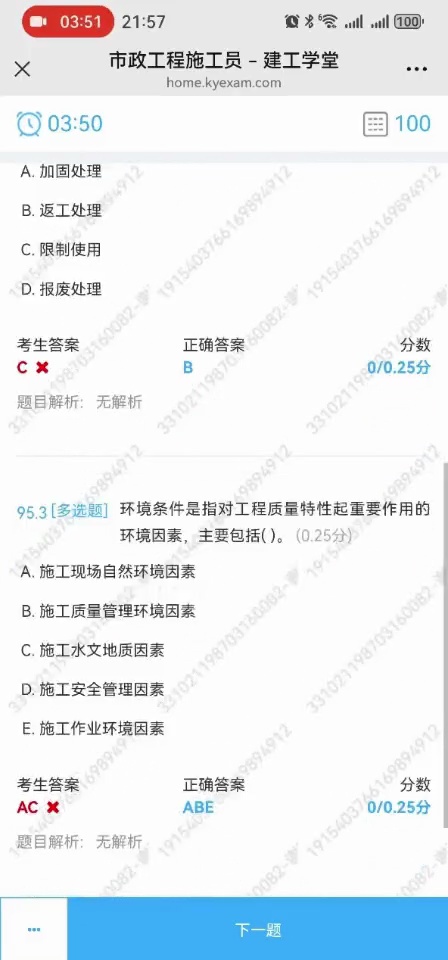 03:51 21:57 100
市政工程施工员 – 建工学堂
home.kyexam.com
03:50 100
A. 加固处理
B. 返工处理
C. 限制使用
D. 报废处理
考生答案 正确答案 分数
C ✖ B 0/0.25分
题目解析: 无解析
95.3 [多选题] 环境条件是指对工程质量特性起重要作用的
环境因素，主要包括( )。 (0.25分)
A. 施工现场自然环境因素
B. 施工质量管理环境因素
C. 施工水文地质因素
D. 施工安全管理因素
E. 施工作业环境因素
考生答案 正确答案 分数
AC ✖ ABE 0/0.25分
题目解析: 无解析
下一题